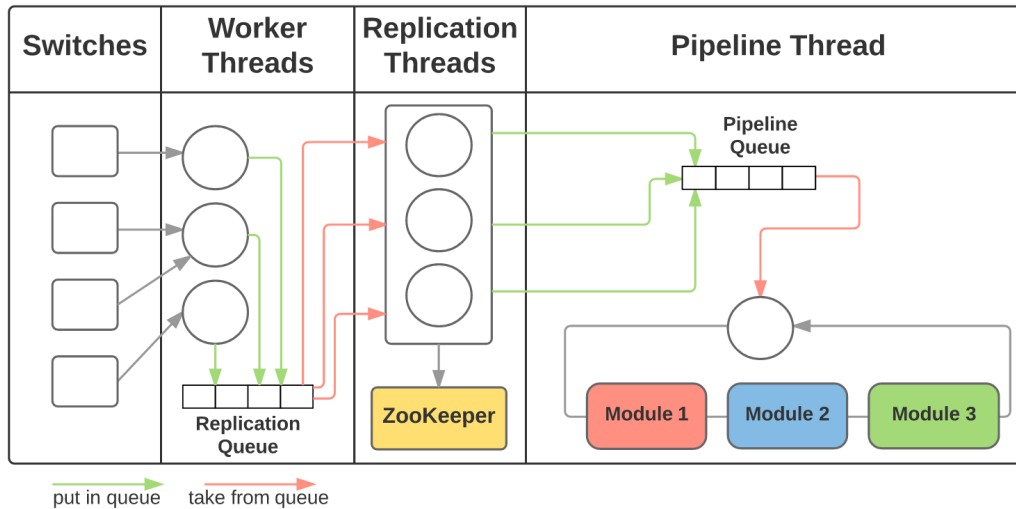 Switches
Worker
Threads
Replication
Threads
Pipeline Thread
Pipeline
Queue
Replication
Queue
ZooKeeper
Module 1
Module 2
Module 3
put in queue
take from queue